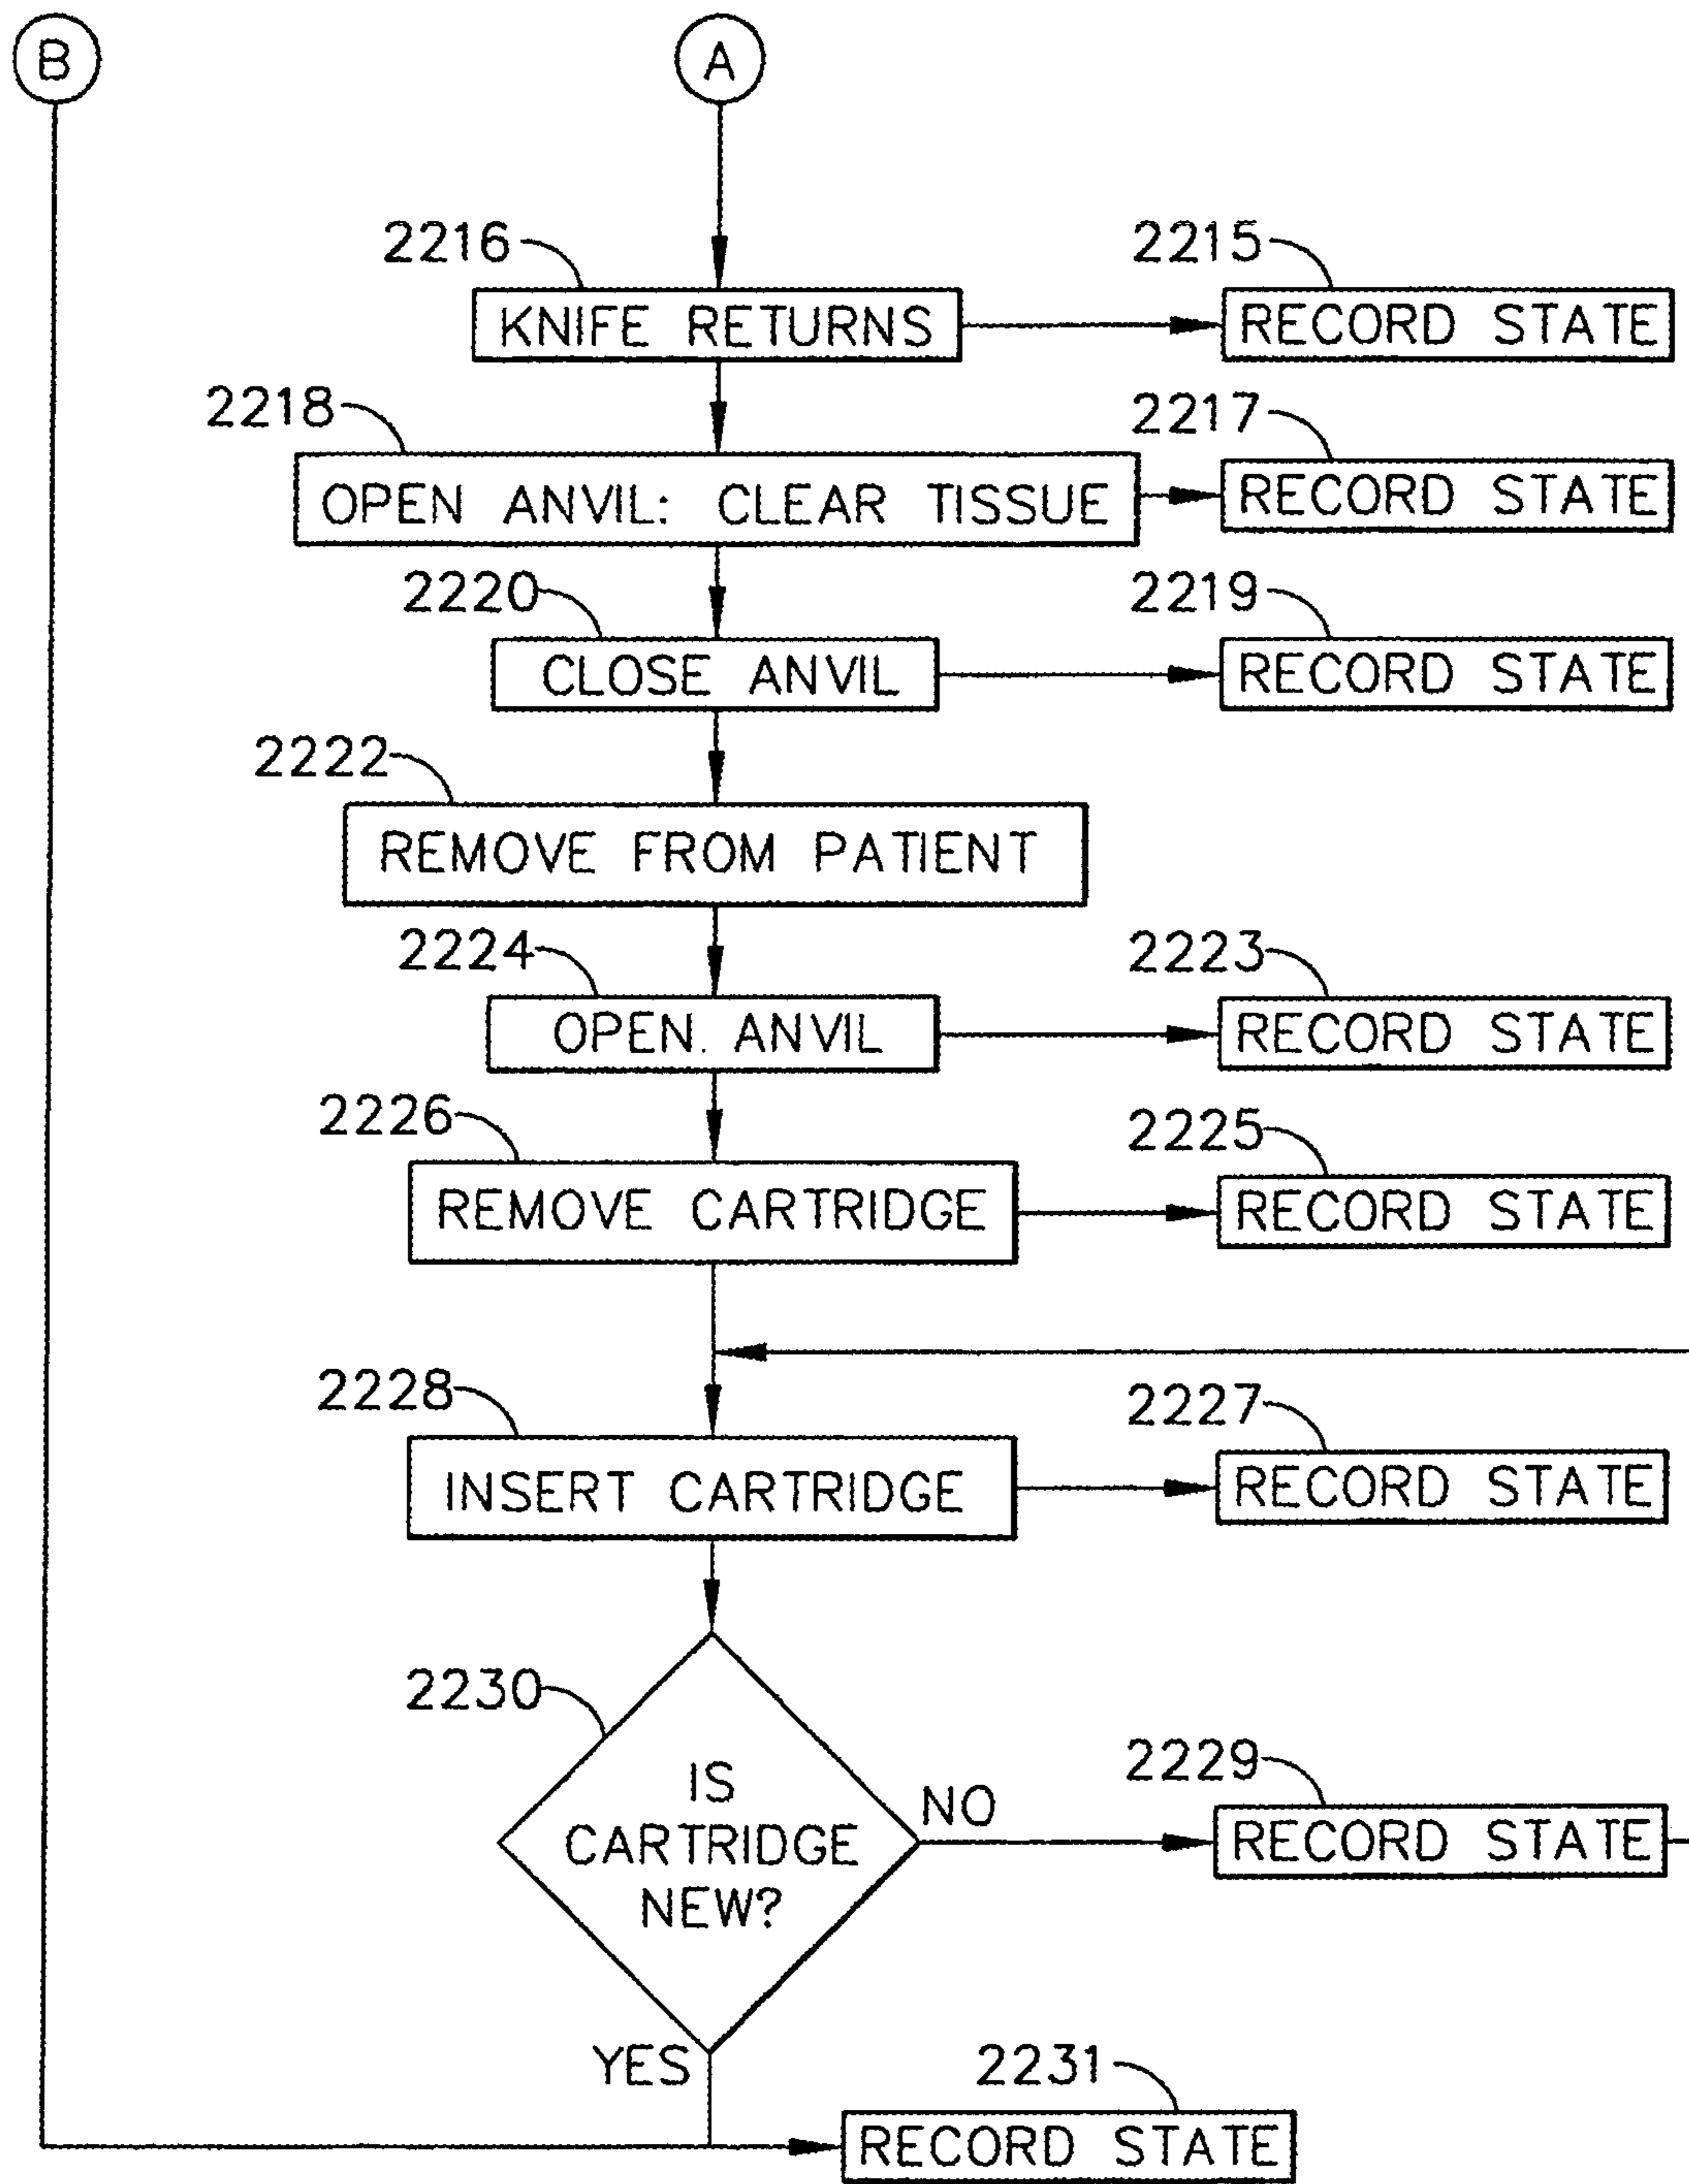 B
A
2216
2215
KNIFE RETURNS
RECORD STATE
2218
2217
OPEN ANVIL: CLEAR TISSUE
RECORD STATE
2220
2219
CLOSE ANVIL
RECORD STATE
2222
REMOVE FROM PATIENT
2224
2223
OPEN. ANVIL
RECORD STATE
2226
2225
REMOVE CARTRIDGE
RECORD STATE
2228
2227
INSERT CARTRIDGE
RECORD STATE
2230
IS
CARTRIDGE
NEW?
NO
2229
RECORD STATE
YES
2231
RECORD STATE